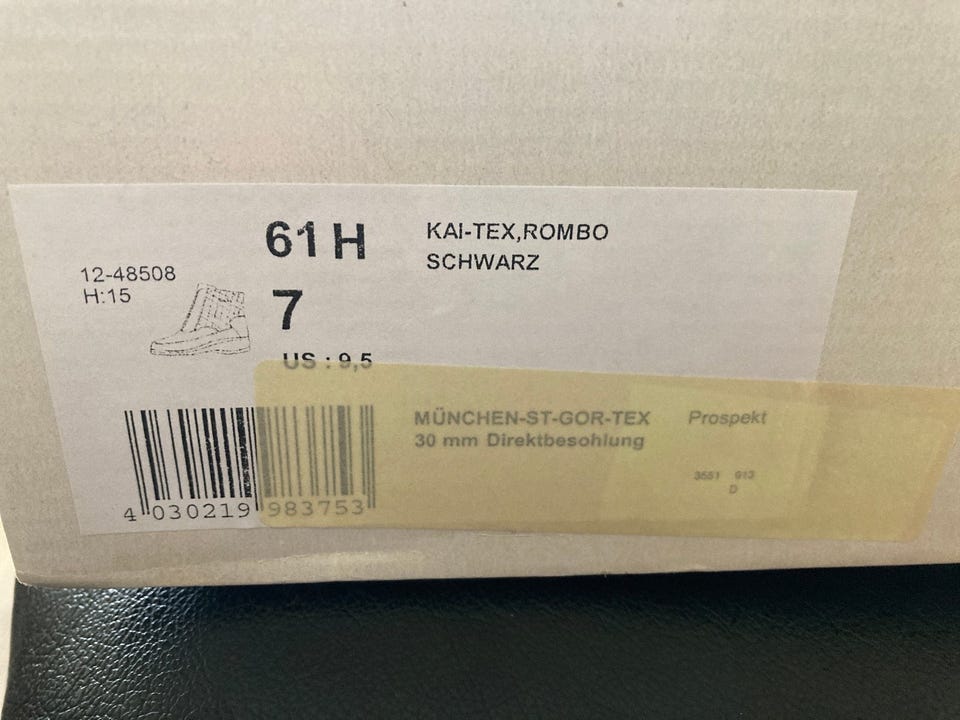 61 H
KAI-TEX,ROMBO
SCHWARZ
12-48508
H:15
7
US : 9,5
MÜNCHEN-ST-GOR-TEX Prospekt
30 mm Direktbesohlung
3551 913
D
4 030219 983753